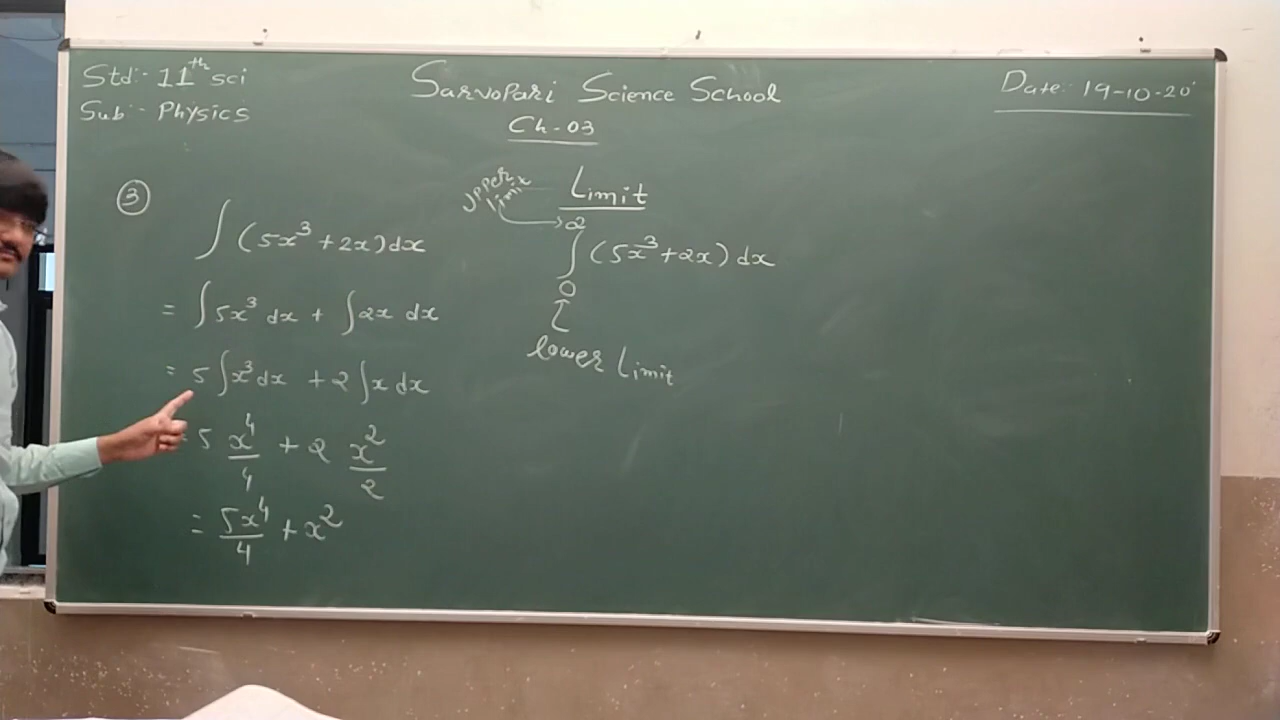 Std:- 11th sci
Sub:- Physics
Sarvopari Science School
Ch-03
Date:- 19-10-20
③
∫(5x³+2x)dx
= ∫5x³ dx + ∫2x dx
= 5∫x³dx + 2∫x dx
= 5 x⁴/4 + 2 x²/2
= 5x⁴/4 + x²
Limit
upper
limit
2
∫(5x³+2x)dx
0
lower Limit